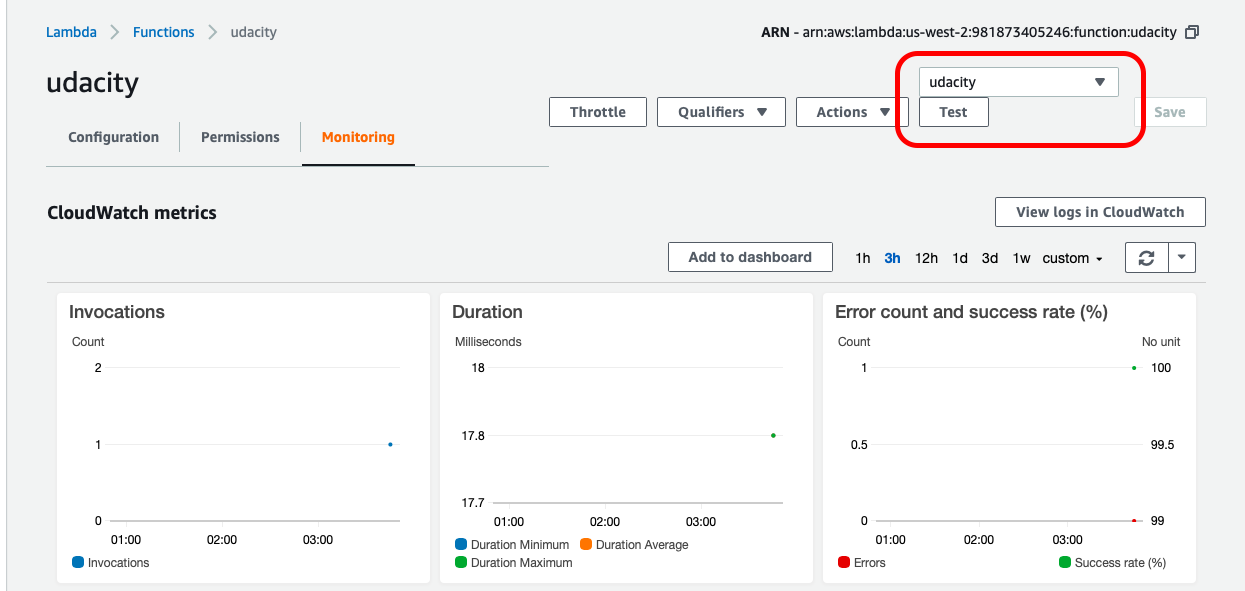 Lambda Functions udacity
ARN - arn:aws:lambda:us-west-2:981873405246:function:udacity
udacity
udacity
Throttle Qualifiers Actions Test Save
Configuration Permissions Monitoring
CloudWatch metrics
View logs in CloudWatch
Add to dashboard 1h 3h 12h 1d 3d 1w custom
Invocations
Count
2
1
0
01:00 02:00 03:00
Invocations
Duration
Milliseconds
18
17.8
17.7
01:00 02:00 03:00
Duration Minimum Duration Average
Duration Maximum
Error count and success rate (%)
Count No unit
1 100
0.5 99.5
0 99
01:00 02:00 03:00
Errors Success rate (%)